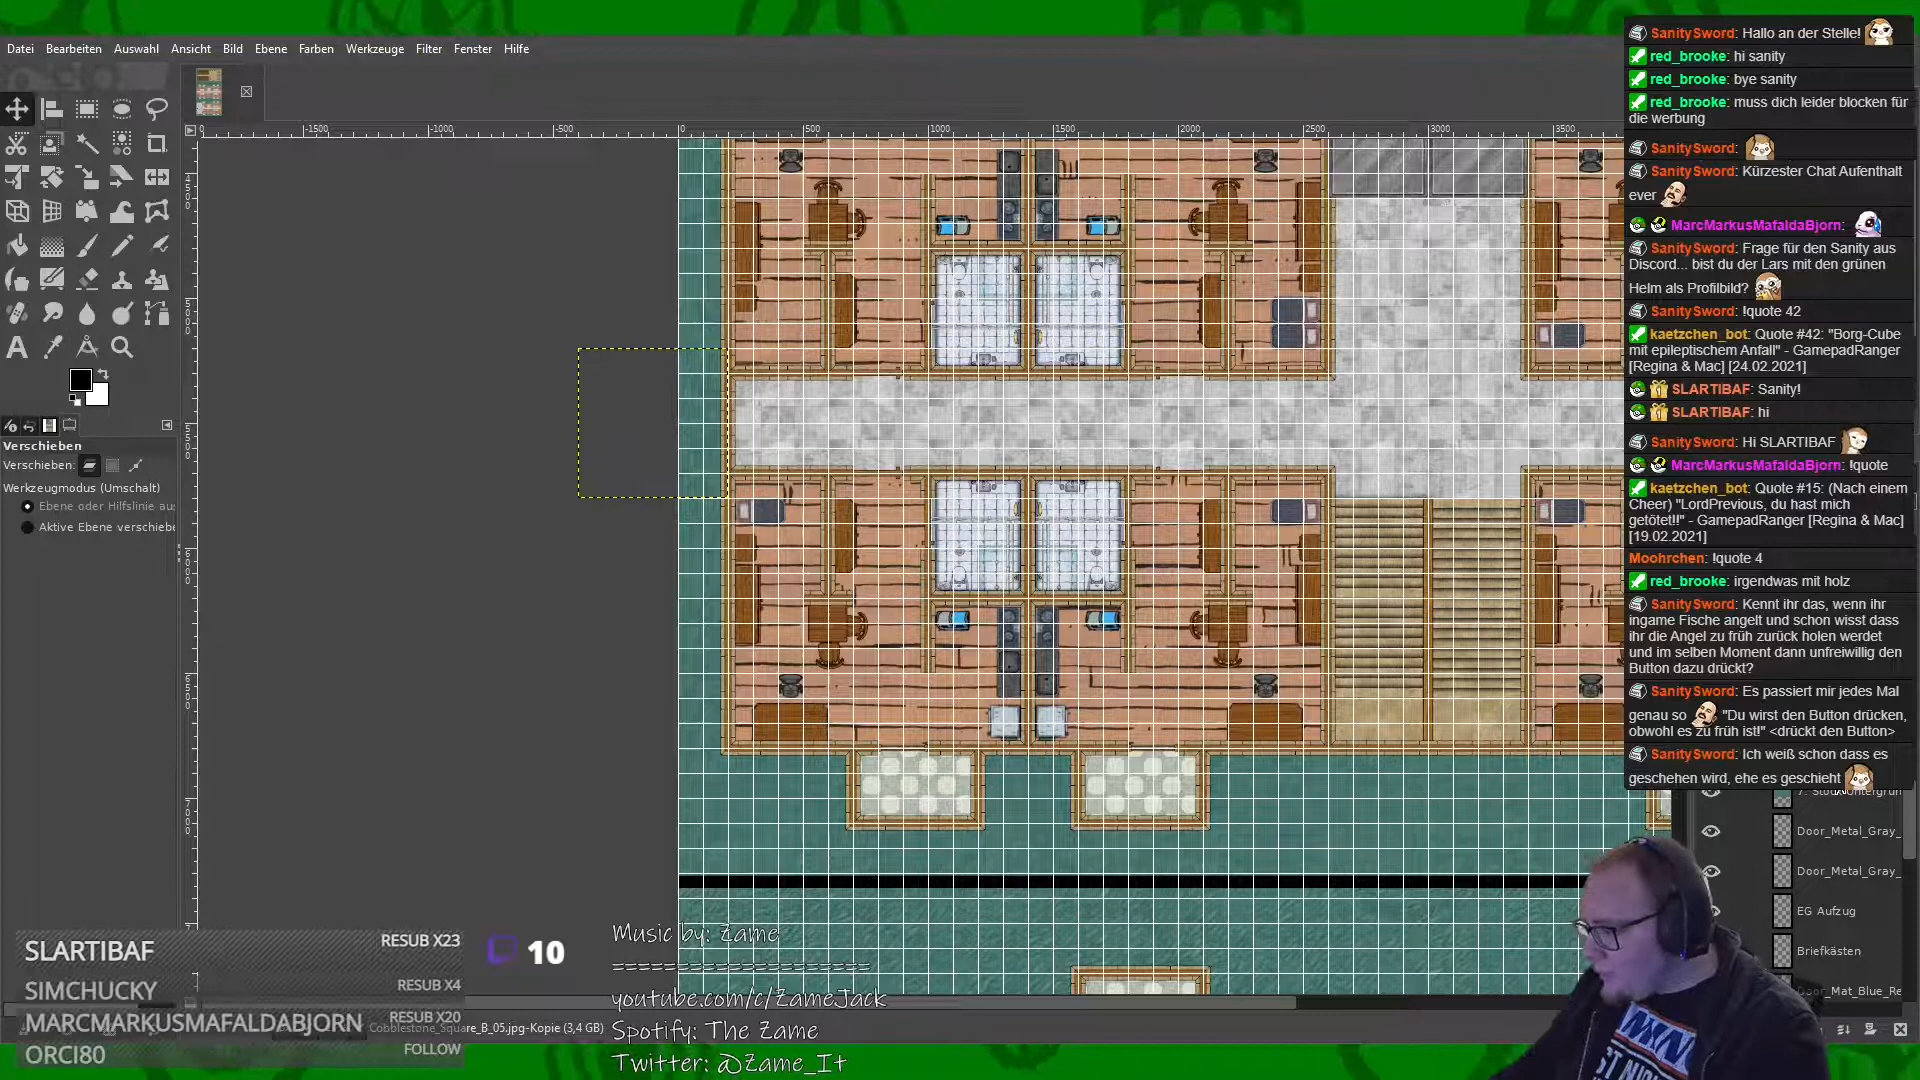 Datei Bearbeiten Auswahl Ansicht Bild Ebene Farben Werkzeuge Filter Fenster Hilfe
0 -1500 -1000 -500 0 500 1000 1500 2000 2500 3000 3500
Verschieben
Verschieben:
Werkzeugmodus (Umschalt)
Ebene oder Hilfslinie au
Aktive Ebene verschieb
SanitySword: Hallo an der Stelle!
red_brooke: hi sanity
red_brooke: bye sanity
red_brooke: muss dich leider blocken für
die werbung
SanitySword:
SanitySword: Kürzester Chat Aufenthalt
ever
MarcMarkusMafaldaBjorn:
SanitySword: Frage für den Sanity aus
Discord... bist du der Lars mit den grünen
Helm als Profilbild?
SanitySword: !quote 42
kaetzchen_bot: Quote #42: "Borg-Cube
mit epileptischem Anfall" - GamepadRanger
[Regina & Mac] [24.02.2021]
SLARTIBAF: Sanity!
SLARTIBAF: hi
SanitySword: Hi SLARTIBAF
MarcMarkusMafaldaBjorn: !quote
kaetzchen_bot: Quote #15: (Nach einem
Cheer) "LordPrevious, du hast mich
getötet!!" - GamepadRanger [Regina & Mac]
[19.02.2021]
Moohrchen: !quote 4
red_brooke: irgendwas mit holz
SanitySword: Kennt ihr das, wenn ihr
ingame Fische angelt und schon wisst dass
ihr die Angel zu früh zurück holen werdet
und im selben Moment dann unfreiwillig den
Button dazu drückt?
SanitySword: Es passiert mir jedes Mal
genau so "Du wirst den Button drücken,
obwohl es zu früh ist!" <drückt den Button>
SanitySword: Ich weiß schon dass es
geschehen wird, ehe es geschieht
Door_Metal_Gray_
Door_Metal_Gray_
EG Aufzug
Briefkästen
Door_Mat_Blue_Re
SLARTIBAF RESUB X23
SIMCHUCKY RESUB X4
MARCMARKUSMAFALDABJORN RESUB X20
ORCI80 FOLLOW
10
Cobblestone_Square_B_05.jpg-Kopie (3,4 GB)
Music by: Zame
====================
youtube.com/c/ZameJack
Spotify: The Zame
Twitter: @Zame_It